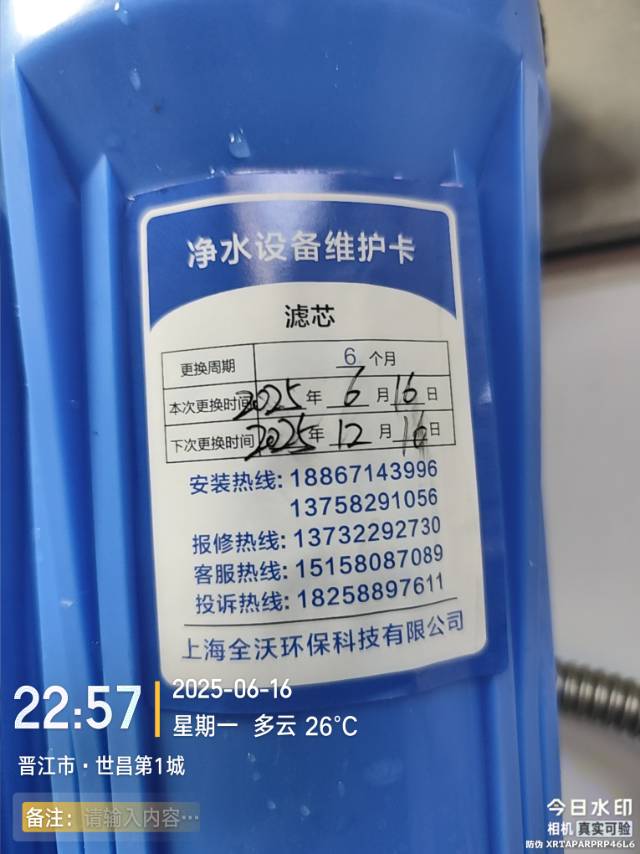 净水设备维护卡
滤芯
更换周期 6 个月
本次更换时间 2025 年 6 月 16 日
下次更换时间 2025 年 12 月 16 日
安装热线: 18867143996
13758291056
报修热线: 13732292730
客服热线: 15158087089
投诉热线: 18258897611
上海全沃环保科技有限公司
22:57
2025-06-16
星期一 多云 26°C
晋江市·世昌第1城
备注: 请输入内容…
今日水印
相机 真实可验
防伪 XRTAPARPRP46L6